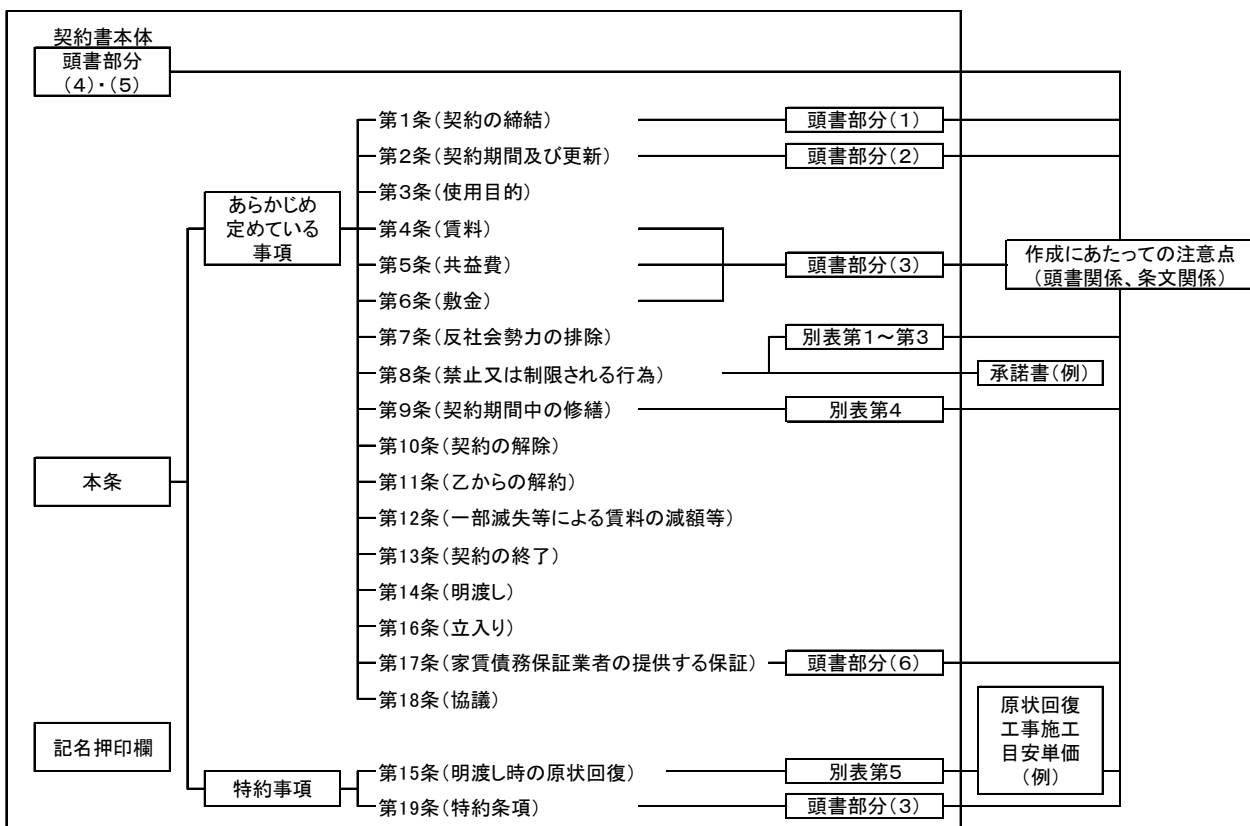 契約書本体
頭書部分
(4)・(5)
第1条(契約の締結)
頭書部分(1)
第2条(契約期間及び更新)
頭書部分(2)
第3条(使用目的)
あらかじめ
定めている
事項
第4条(賃料)
第5条(共益費)
頭書部分(3)
作成にあたっての注意点
(頭書関係、条文関係)
第6条(敷金)
第7条(反社会勢力の排除)
別表第1～第3
第8条(禁止又は制限される行為)
承諾書(例)
第9条(契約期間中の修繕)
別表第4
第10条(契約の解除)
本条
第11条(乙からの解約)
第12条(一部滅失等による賃料の減額等)
第13条(契約の終了)
第14条(明渡し)
第16条(立入り)
第17条(家賃債務保証業者の提供する保証)
頭書部分(6)
第18条(協議)
記名押印欄
特約事項
第15条(明渡し時の原状回復)
別表第5
原状回復
工事施工
目安単価
(例)
第19条(特約条項)
頭書部分(3)